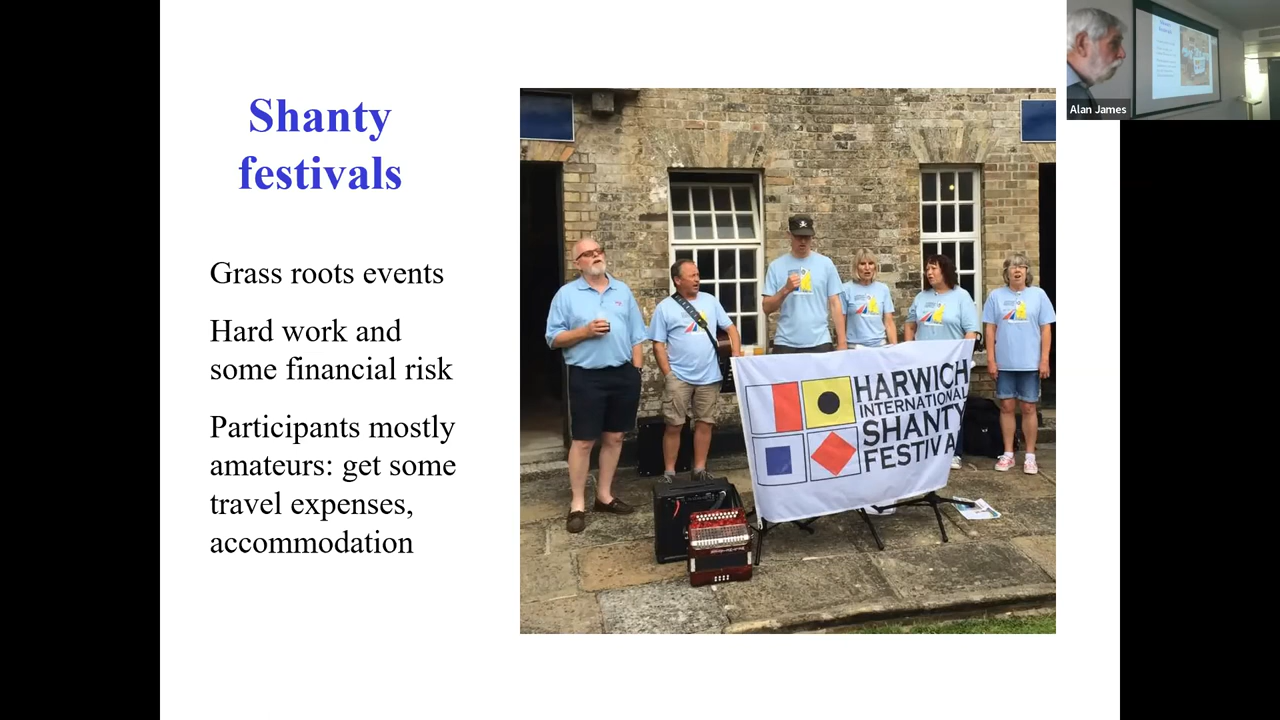 Shanty
festivals
Grass roots events
Hard work and
some financial risk
Participants mostly
amateurs: get some
travel expenses,
accommodation
HARWICH
INTERNATIONAL
SHANTY
FESTIVA
Alan James